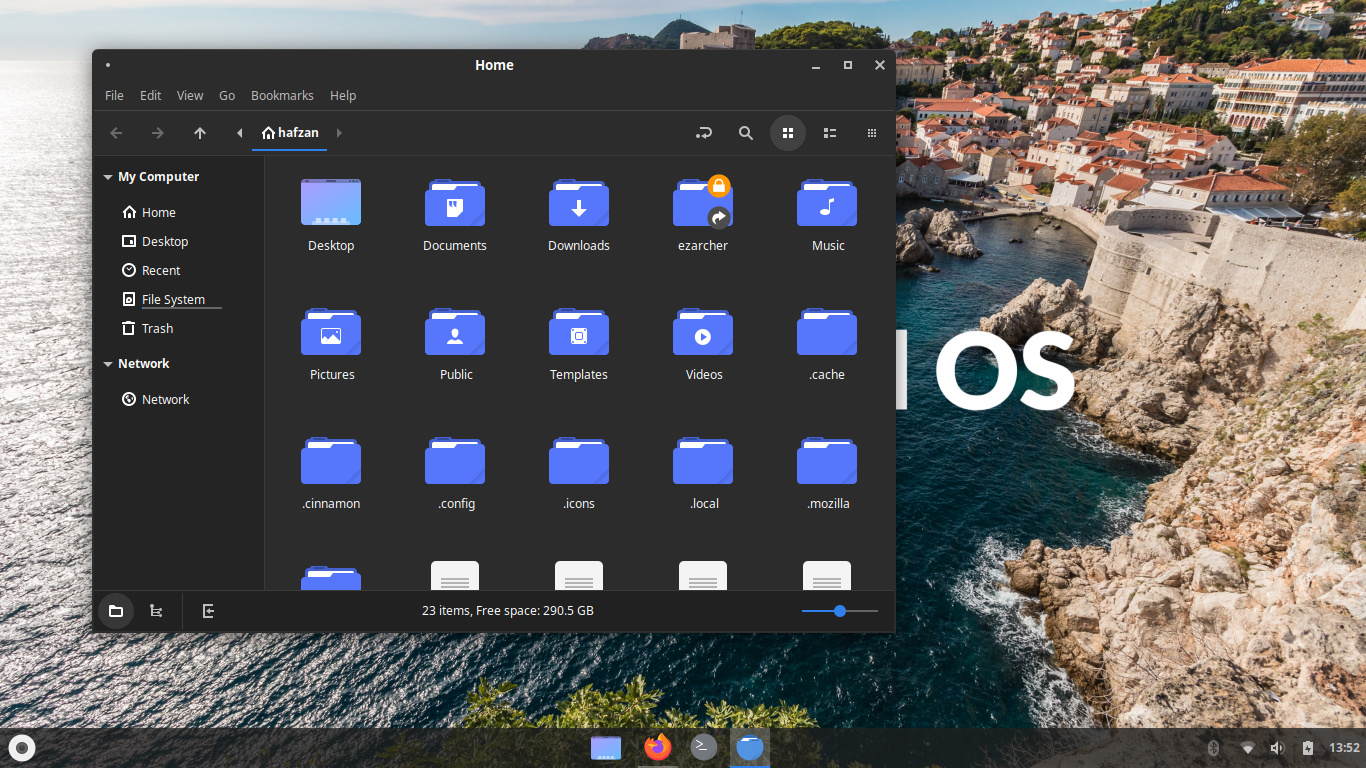 Home
File Edit View Go Bookmarks Help
hafzan
My Computer
Home
Desktop
Recent
File System
Trash
Network
Network
Desktop Documents Downloads ezarcher Music
Pictures Public Templates Videos .cache
.cinnamon .config .icons .local .mozilla
23 items, Free space: 290.5 GB
OS
13:52